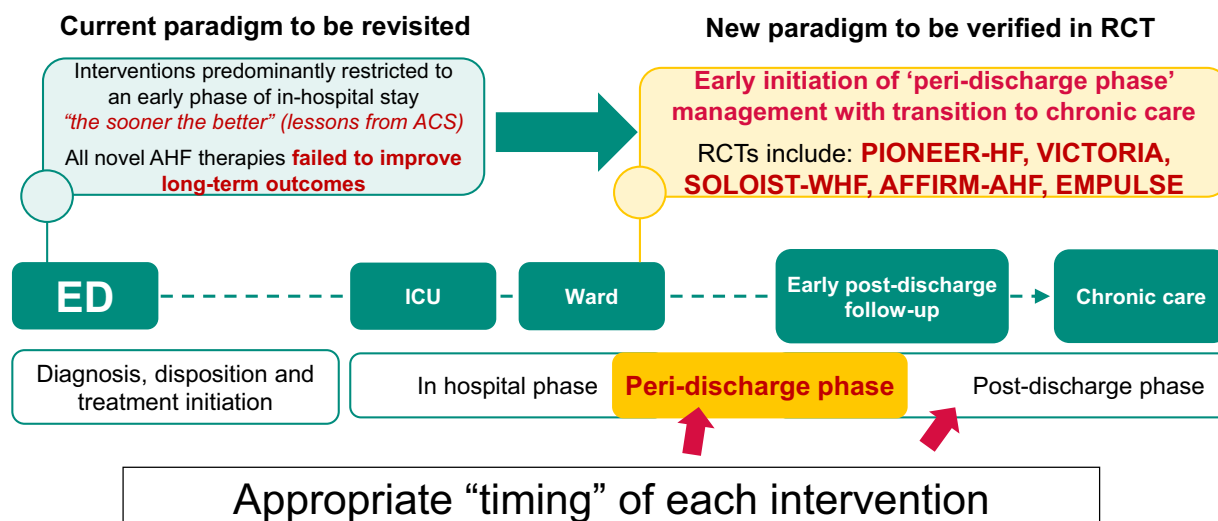 Current paradigm to be revisited
New paradigm to be verified in RCT
Interventions predominantly restricted to
an early phase of in-hospital stay
“the sooner the better” (lessons from ACS)
All novel AHF therapies failed to improve
long-term outcomes
Early initiation of ‘peri-discharge phase’
management with transition to chronic care
RCTs include: PIONEER-HF, VICTORIA,
SOLOIST-WHF, AFFIRM-AHF, EMPULSE
ED
ICU
Ward
Early post-discharge
follow-up
Chronic care
Diagnosis, disposition and
treatment initiation
In hospital phase
Peri-discharge phase
Post-discharge phase
Appropriate “timing” of each intervention